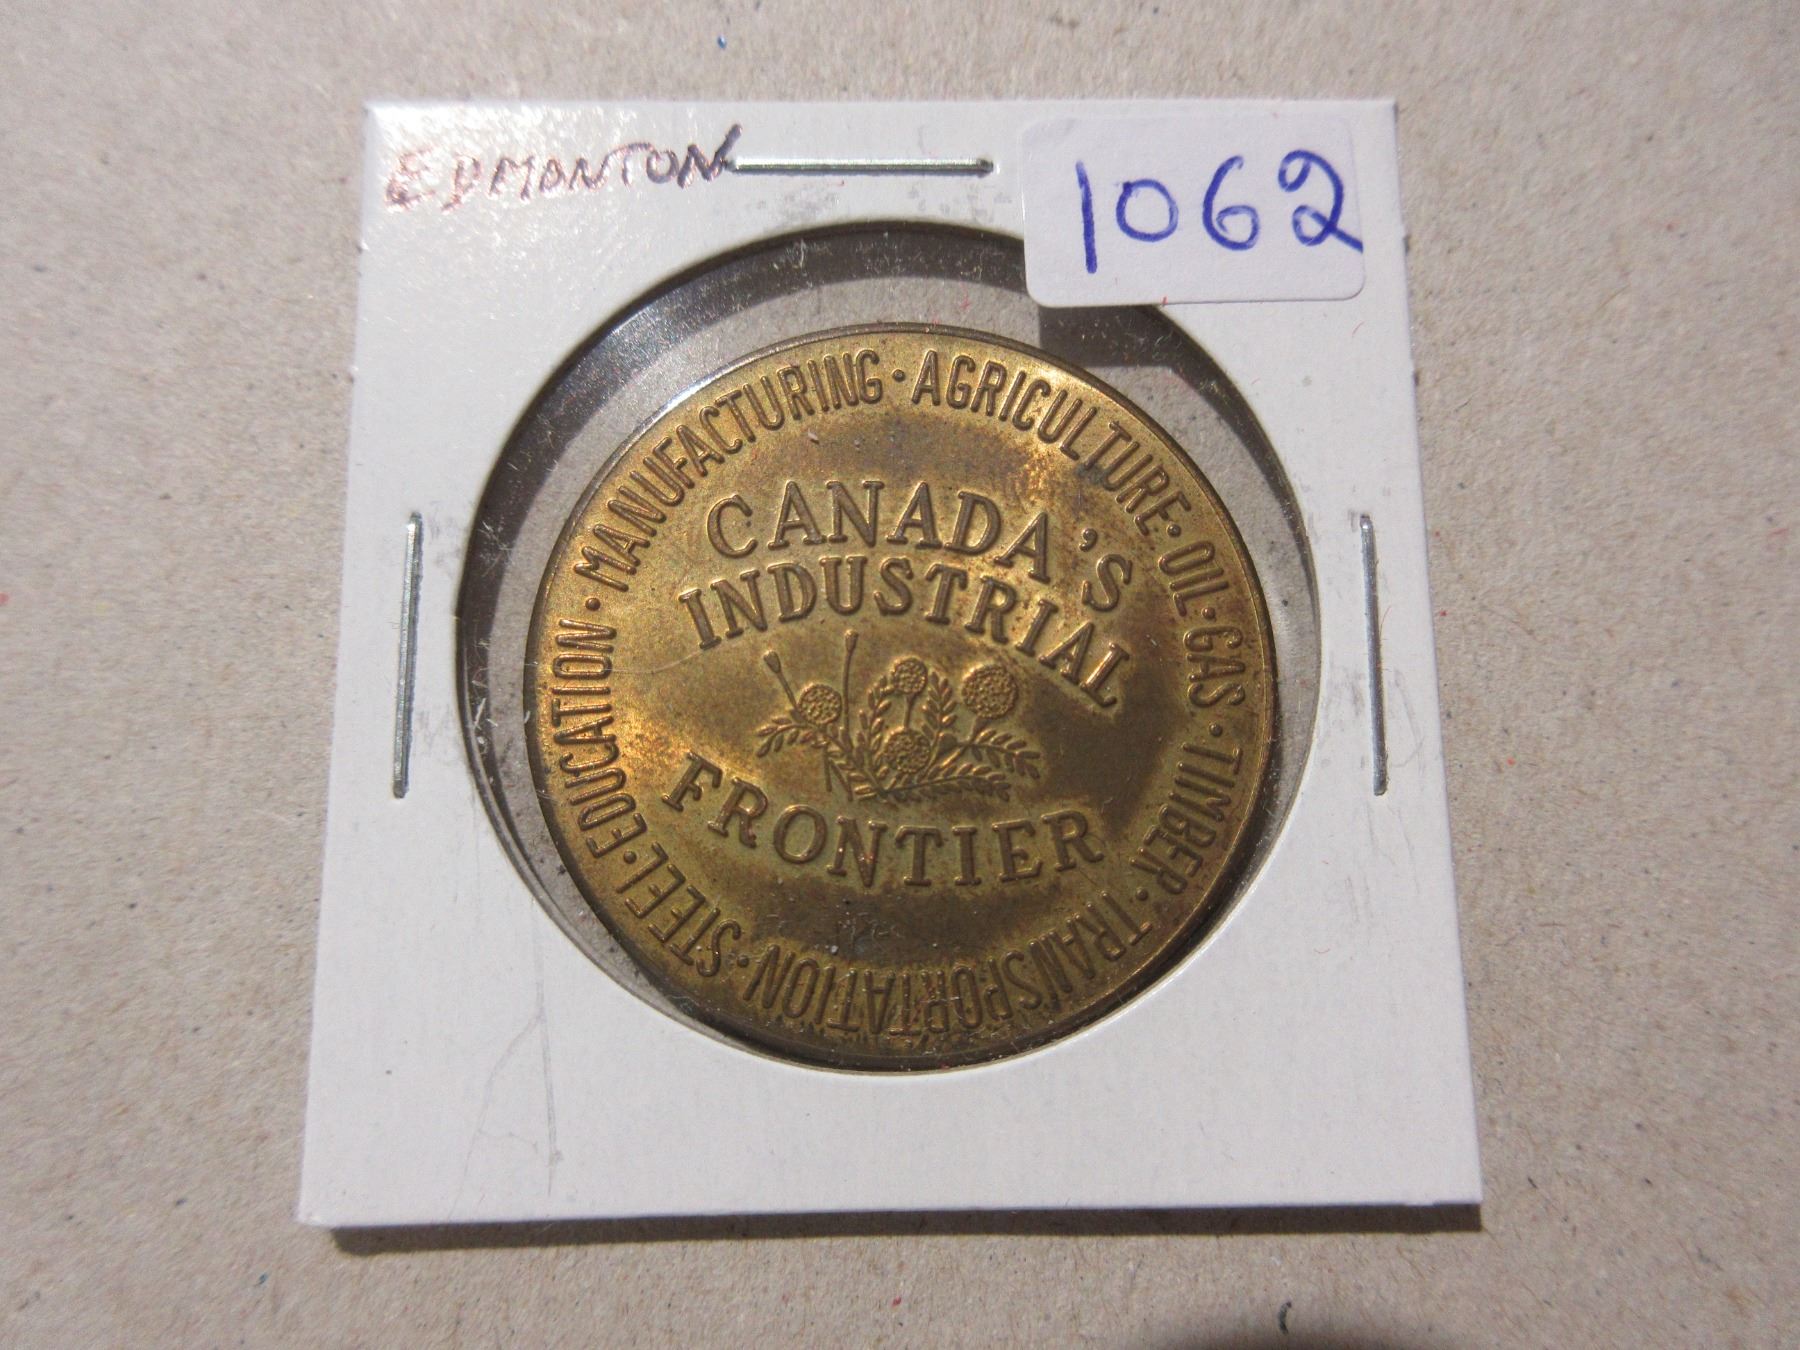 EDMONTON
1062
MANUFACTURING · AGRICULTURE · OIL · GAS · TIMBER · TRANSPORTATION · STEEL · EDUCATION ·
CANADA'S
INDUSTRIAL
FRONTIER